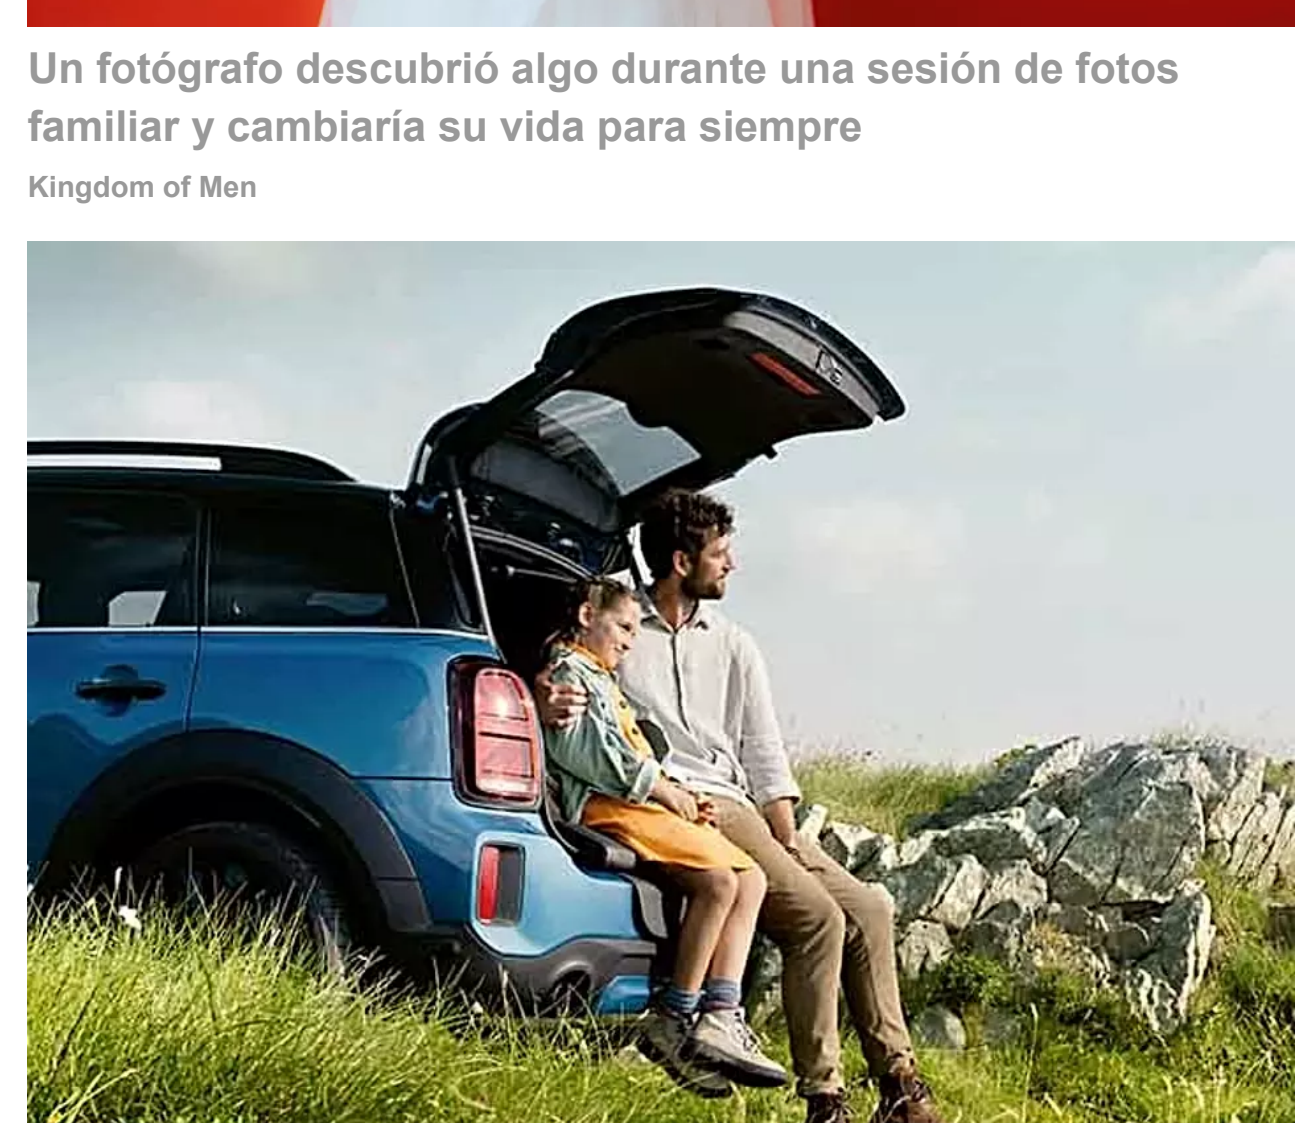 Un fotógrafo descubrió algo durante una sesión de fotos
familiar y cambiaría su vida para siempre
Kingdom of Men